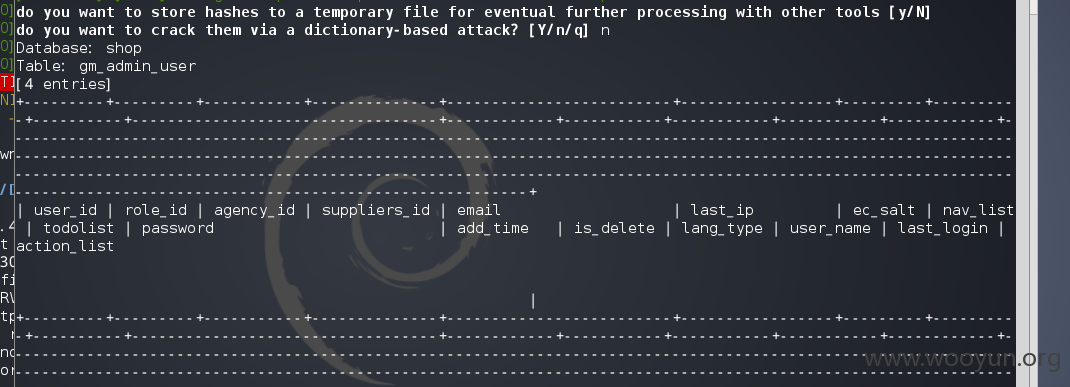 do you want to store hashes to a temporary file for eventual further processing with other tools [y/N]
do you want to crack them via a dictionary-based attack? [Y/n/q] n
Database: shop
Table: gm_admin_user
[4 entries]
| user_id | role_id | agency_id | suppliers_id | email | last_ip | ec_salt | nav_list
| todolist | password | add_time | is_delete | lang_type | user_name | last_login |
action_list
|
www.wooyun.org